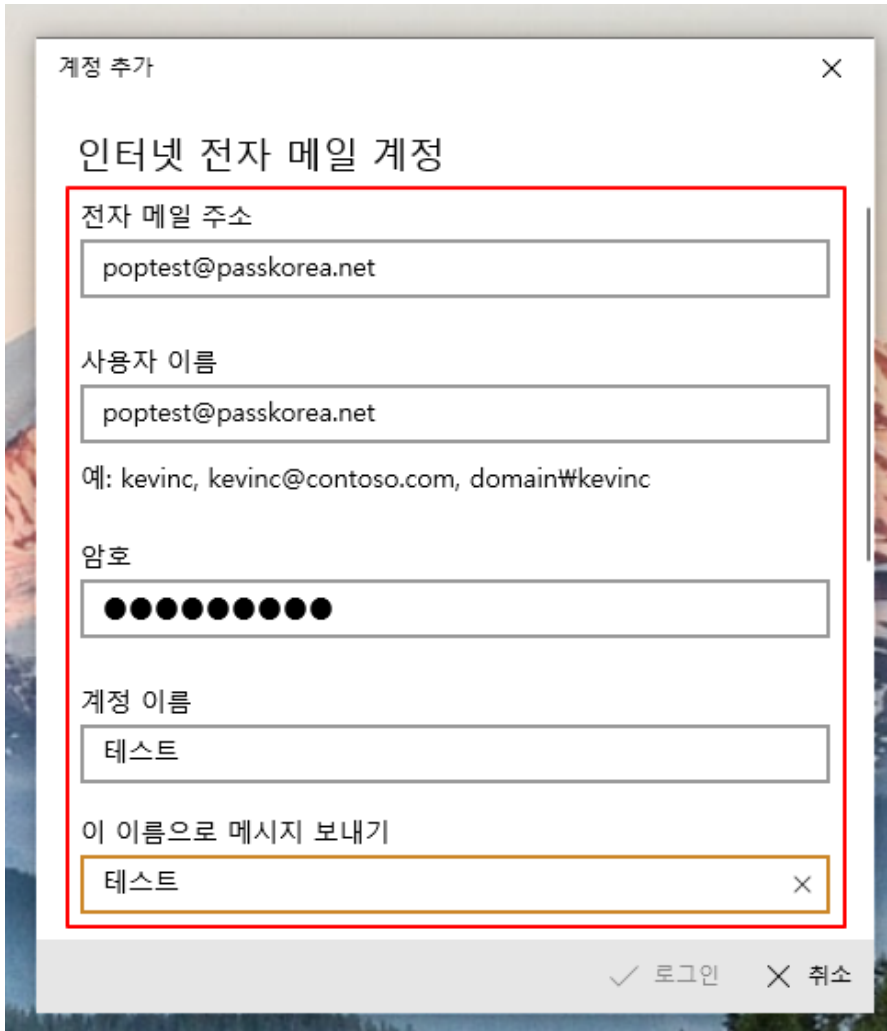 계정 추가
인터넷 전자 메일 계정
전자 메일 주소
poptest@passkorea.net
사용자 이름
poptest@passkorea.net
예: kevinc, kevinc@contoso.com, domain₩kevinc
암호
●●●●●●●●●
계정 이름
테스트
이 이름으로 메시지 보내기
테스트
로그인 취소